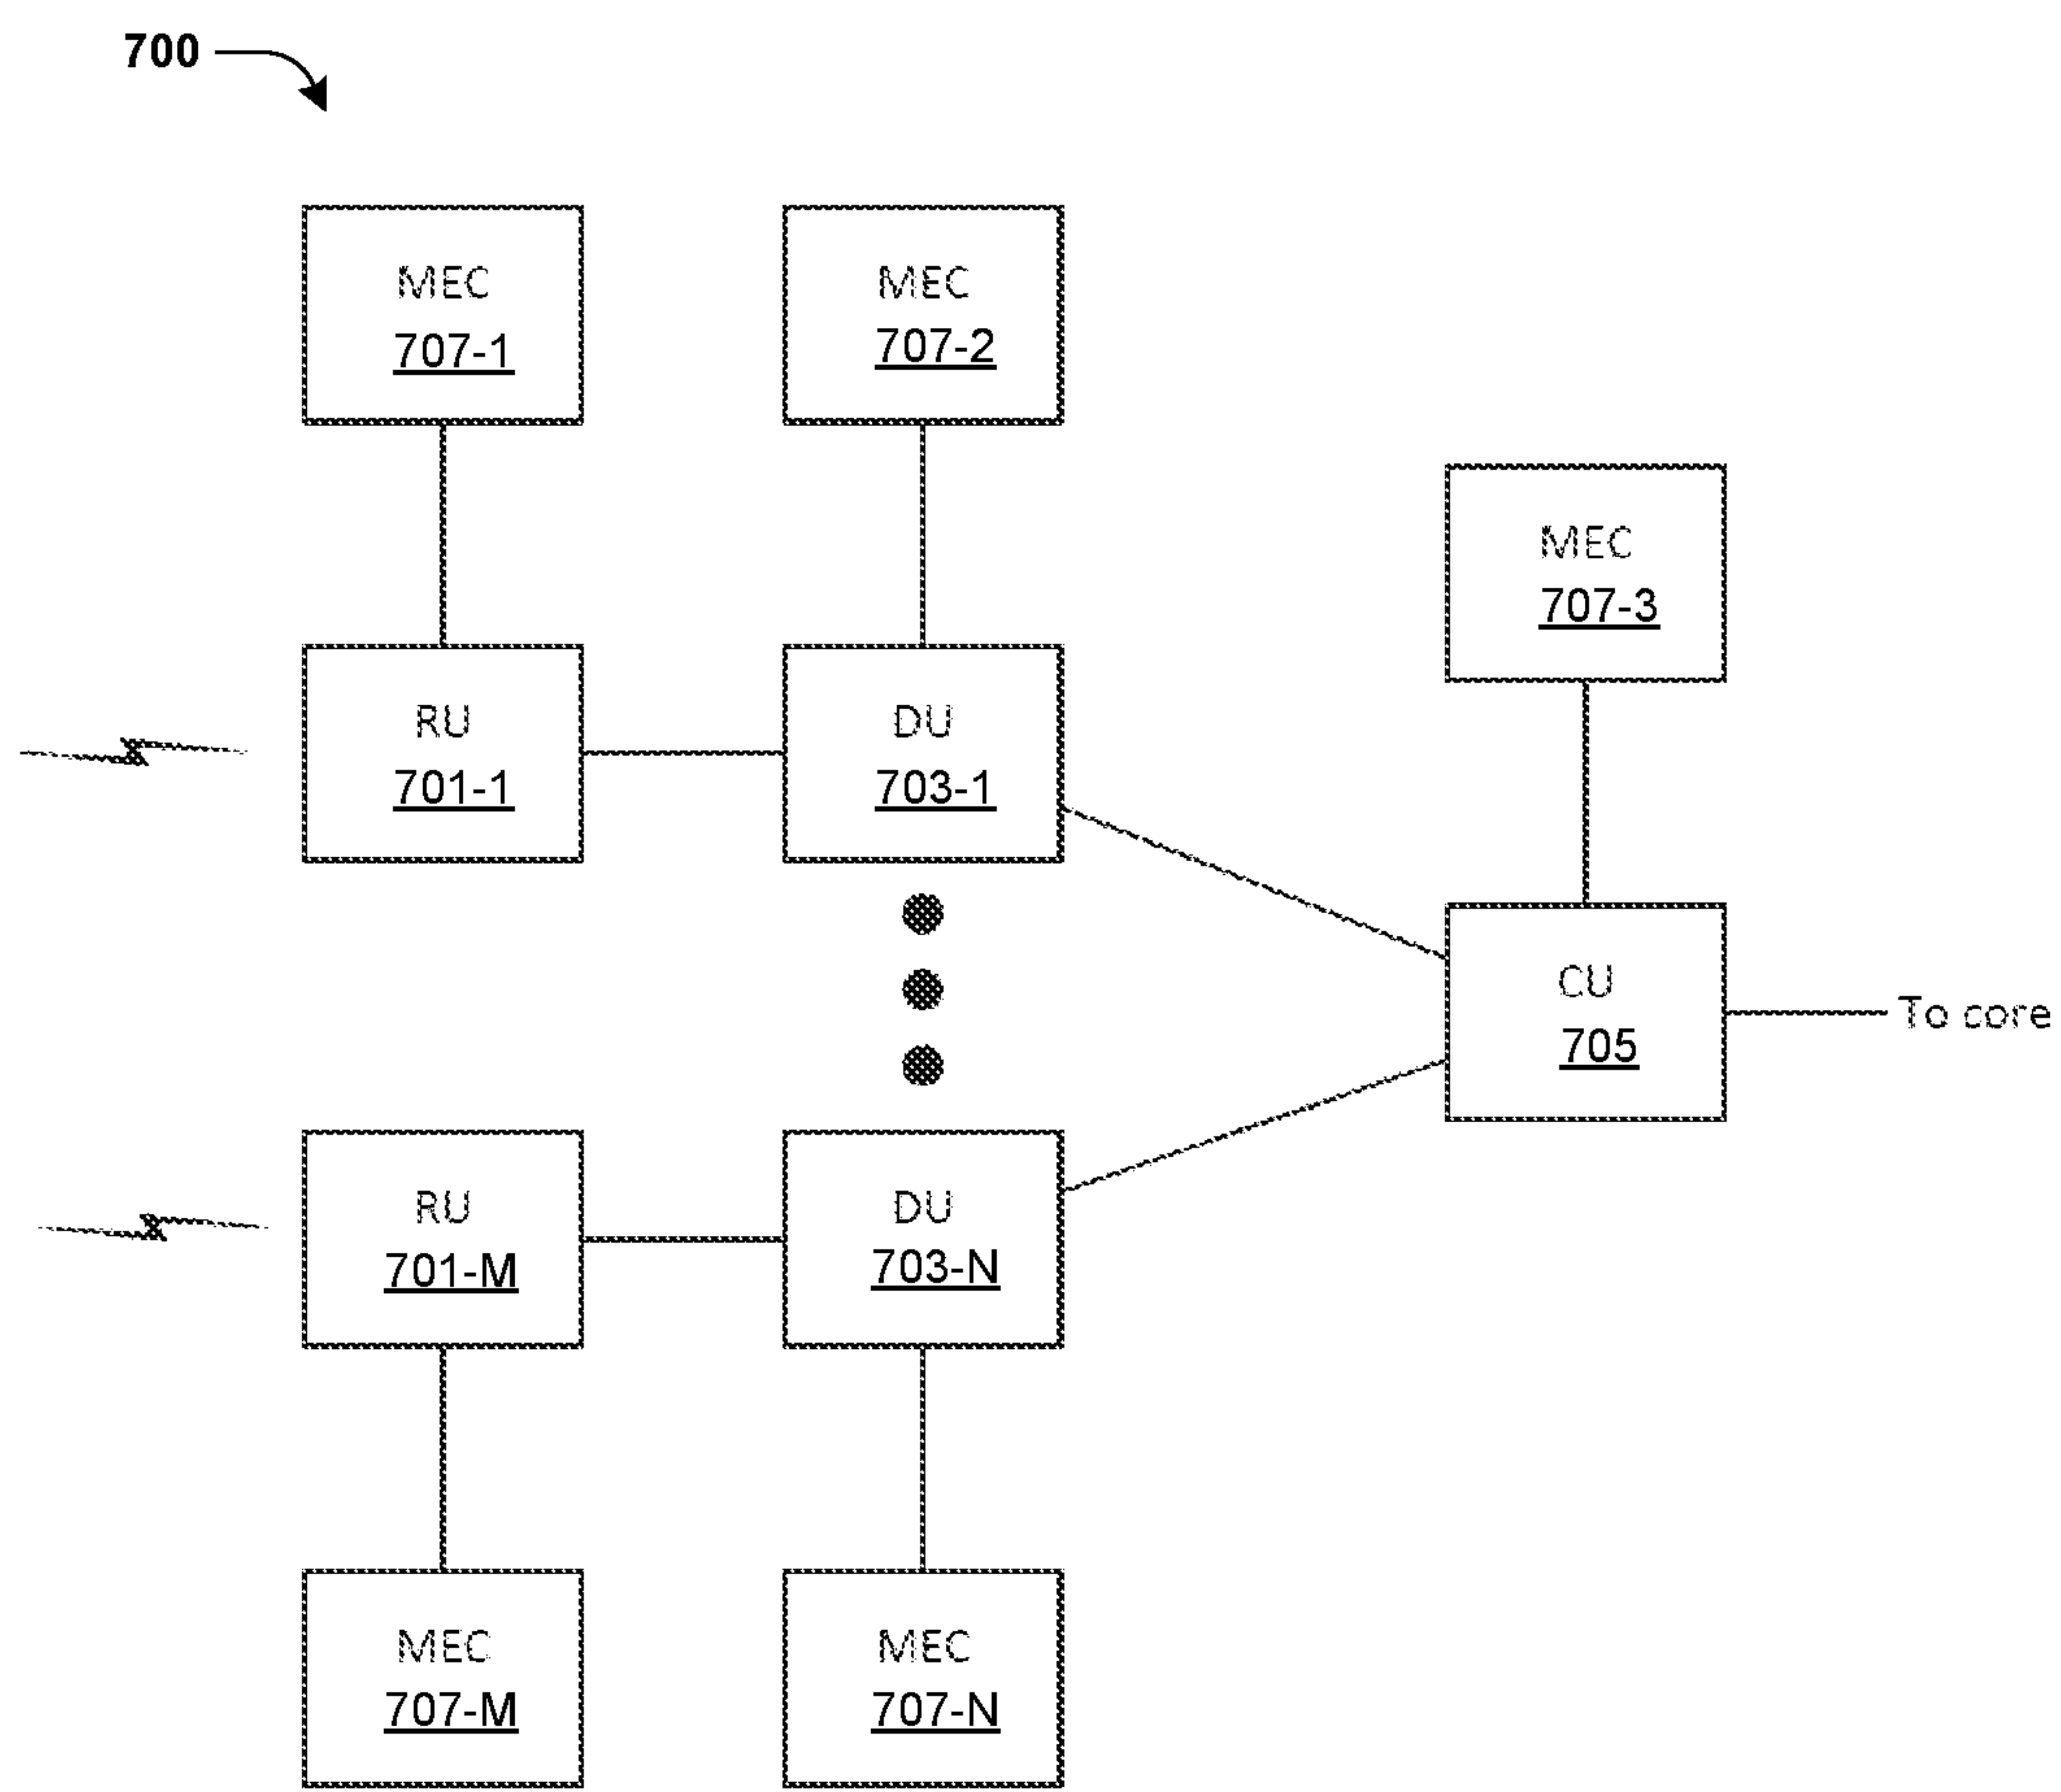 700
MEC
707-1
MEC
707-2
MEC
707-3
RU
701-1
DU
703-1
CU
705
To core
RU
701-M
DU
703-N
MEC
707-M
MEC
707-N